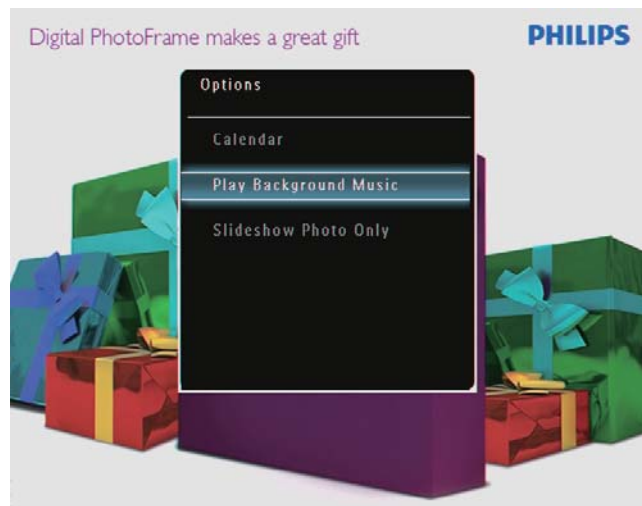 Digital PhotoFrame makes a great gift
PHILIPS
Options
Calendar
Play Background Music
Slideshow Photo Only